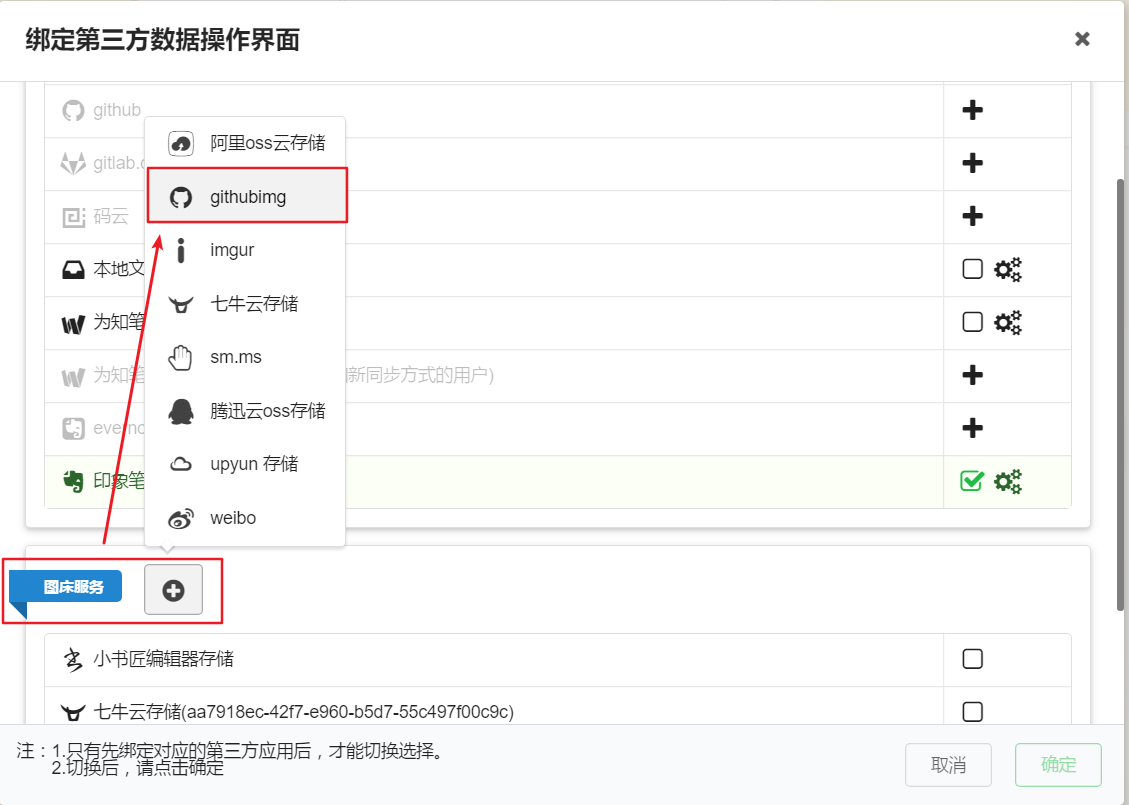 绑定第三方数据操作界面
github
gitlab.c
码云
本地文
为知笔
为知笔
新同步方式的用户)
everno
印象笔
阿里oss云存储
githubimg
imgur
七牛云存储
sm.ms
腾迅云oss存储
upyun 存储
weibo
图床服务
小书匠编辑器存储
七牛云存储(aa7918ec-42f7-e960-b5d7-55c497f00c9c)
注：1.只有先绑定对应的第三方应用后，才能切换选择。
2.切换后，请点击确定
取消
确定